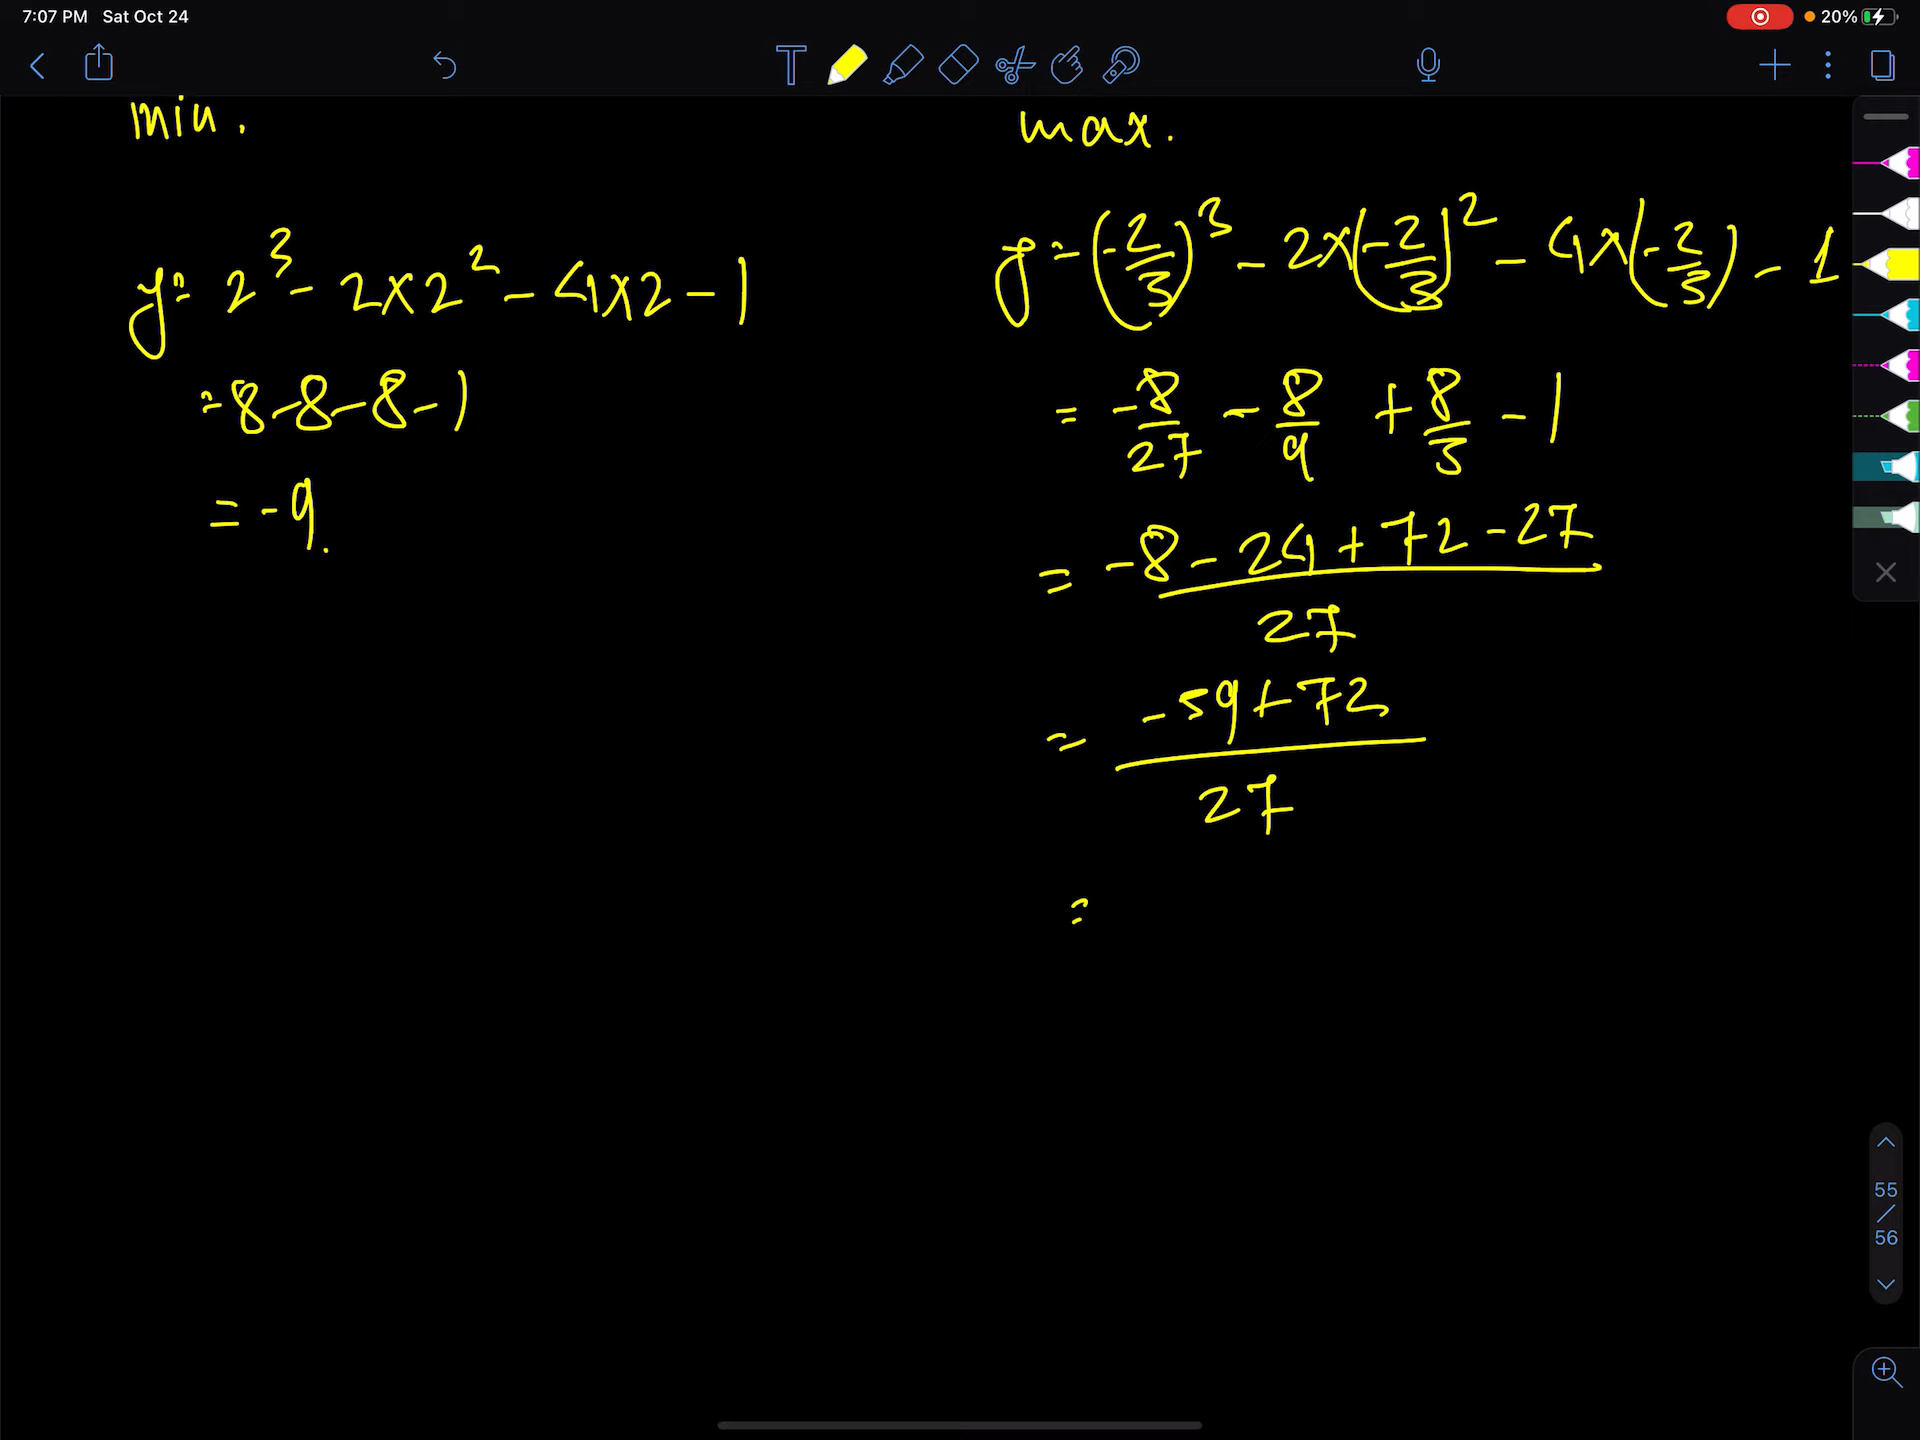 7:07 PM Sat Oct 24
20%
min.
y = 2³ - 2×2² - 4×2 - 1
= 8 - 8 - 8 - 1
= -9.
max.
y = (-2/3)³ - 2×(-2/3)² - 4×(-2/3) - 1
= -8/27 - 8/9 + 8/3 - 1
= (-8 - 24 + 72 - 27)/27
= (-59 + 72)/27
=
55
/
56